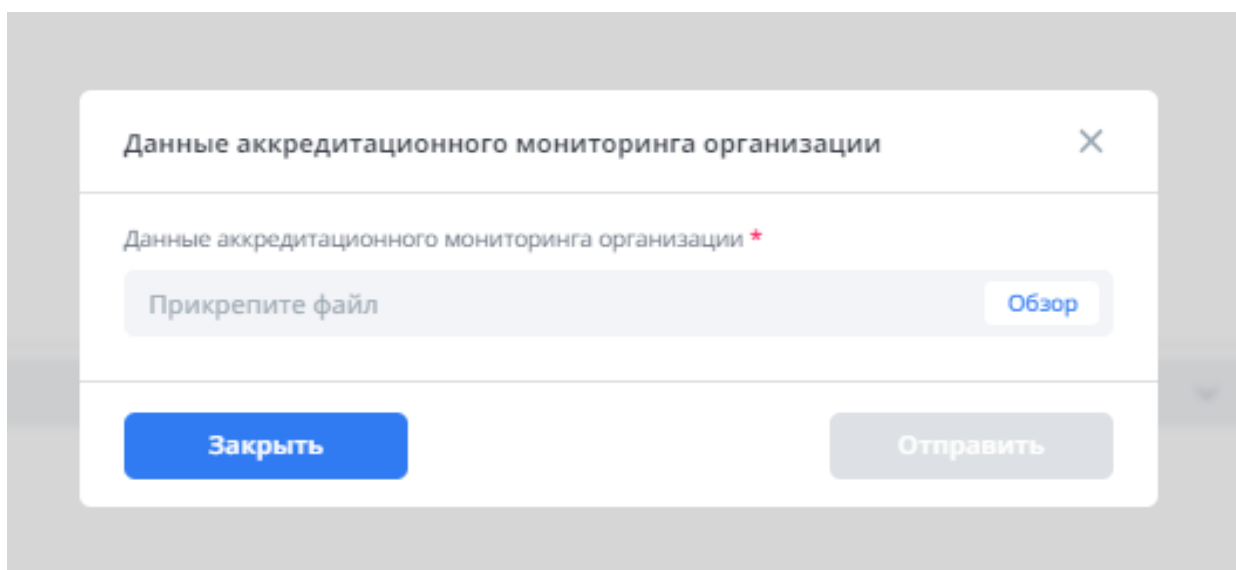 Данные аккредитационного мониторинга организации
Данные аккредитационного мониторинга организации *
Прикрепите файл
Обзор
Закрыть
Отправить